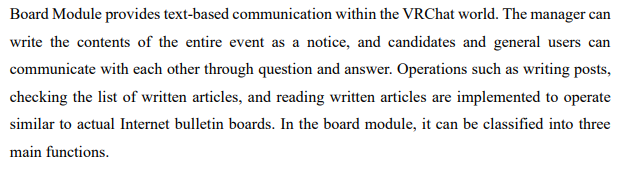 Board Module provides text-based communication within the VRChat world. The manager can
write the contents of the entire event as a notice, and candidates and general users can
communicate with each other through question and answer. Operations such as writing posts,
checking the list of written articles, and reading written articles are implemented to operate
similar to actual Internet bulletin boards. In the board module, it can be classified into three
main functions.